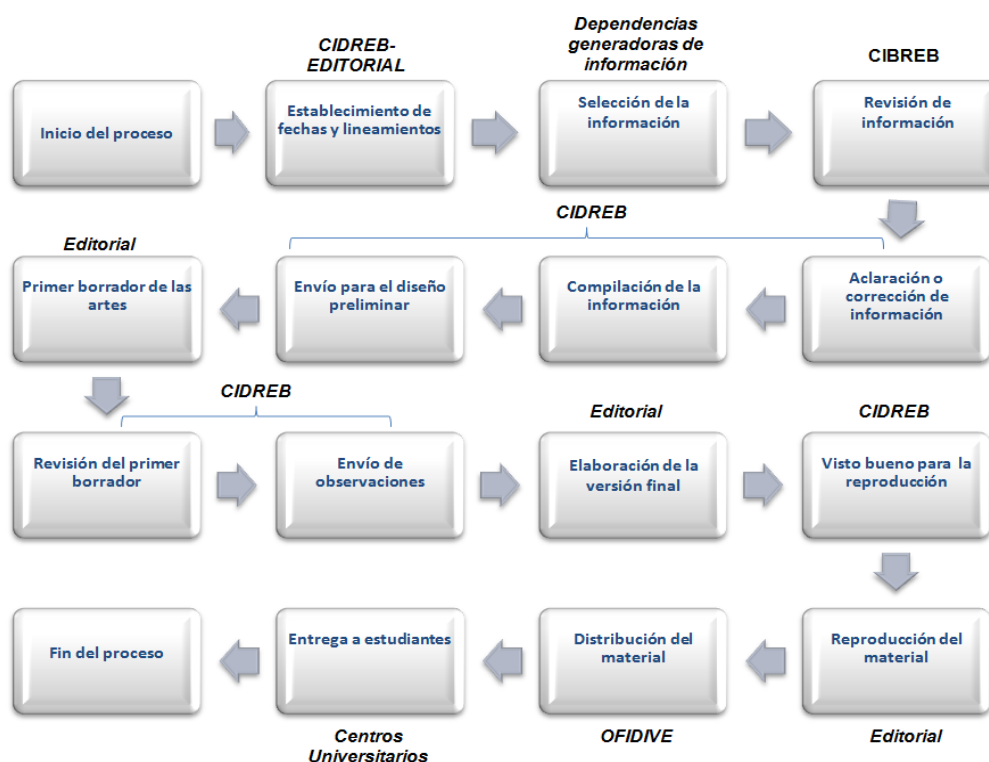 CIDREB-
EDITORIAL
Dependencias
generadoras de
información
CIBREB
Inicio del proceso
Establecimiento de
fechas y lineamientos
Selección de la
información
Revisión de
información
CIDREB
Editorial
Primer borrador de las
artes
Envío para el diseño
preliminar
Compilación de la
información
Aclaración o
corrección de
información
CIDREB
Editorial
CIDREB
Revisión del primer
borrador
Envío de
observaciones
Elaboración de la
versión final
Visto bueno para la
reproducción
Fin del proceso
Entrega a estudiantes
Distribución del
material
Reproducción del
material
Centros
Universitarios
OFIDIVE
Editorial